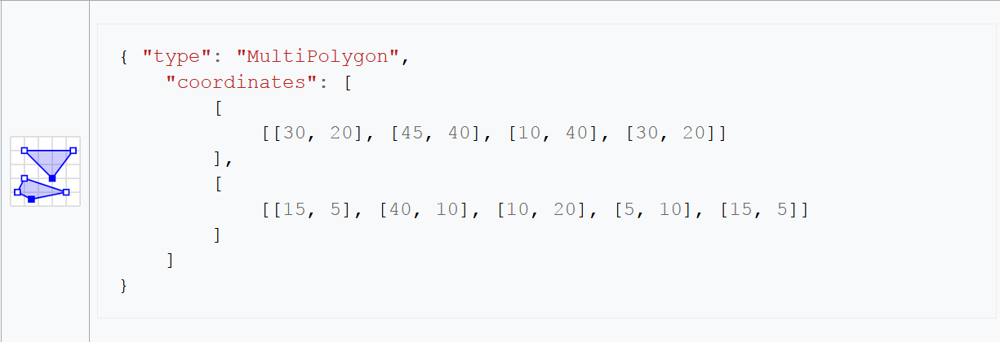 { "type": "MultiPolygon",
    "coordinates": [
        [
            [[30, 20], [45, 40], [10, 40], [30, 20]]
        ],
        [
            [[15, 5], [40, 10], [10, 20], [5, 10], [15, 5]]
        ]
    ]
}